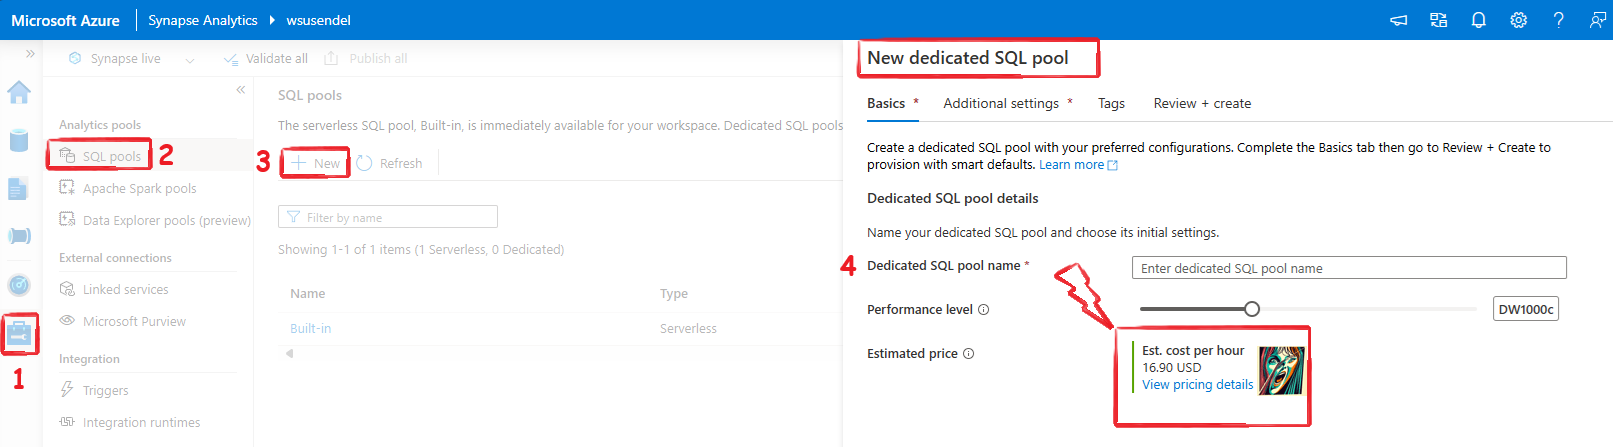 Microsoft Azure
Synapse Analytics
wsusendel
Synapse live
Validate all
Publish all
Analytics pools
SQL pools
2
Apache Spark pools
Data Explorer pools (preview)
External connections
Linked services
Microsoft Purview
1
Integration
Triggers
Integration runtimes
SQL pools
The serverless SQL pool, Built-in, is immediately available for your workspace. Dedicated SQL pools
3
New
Refresh
Filter by name
Showing 1-1 of 1 items (1 Serverless, 0 Dedicated)
Name Type
Built-in Serverless
New dedicated SQL pool
Basics * Additional settings * Tags Review + create
Create a dedicated SQL pool with your preferred configurations. Complete the Basics tab then go to Review + Create to
provision with smart defaults. Learn more
Dedicated SQL pool details
Name your dedicated SQL pool and choose its initial settings.
4
Dedicated SQL pool name *
Enter dedicated SQL pool name
Performance level
DW1000c
Estimated price
Est. cost per hour
16.90 USD
View pricing details